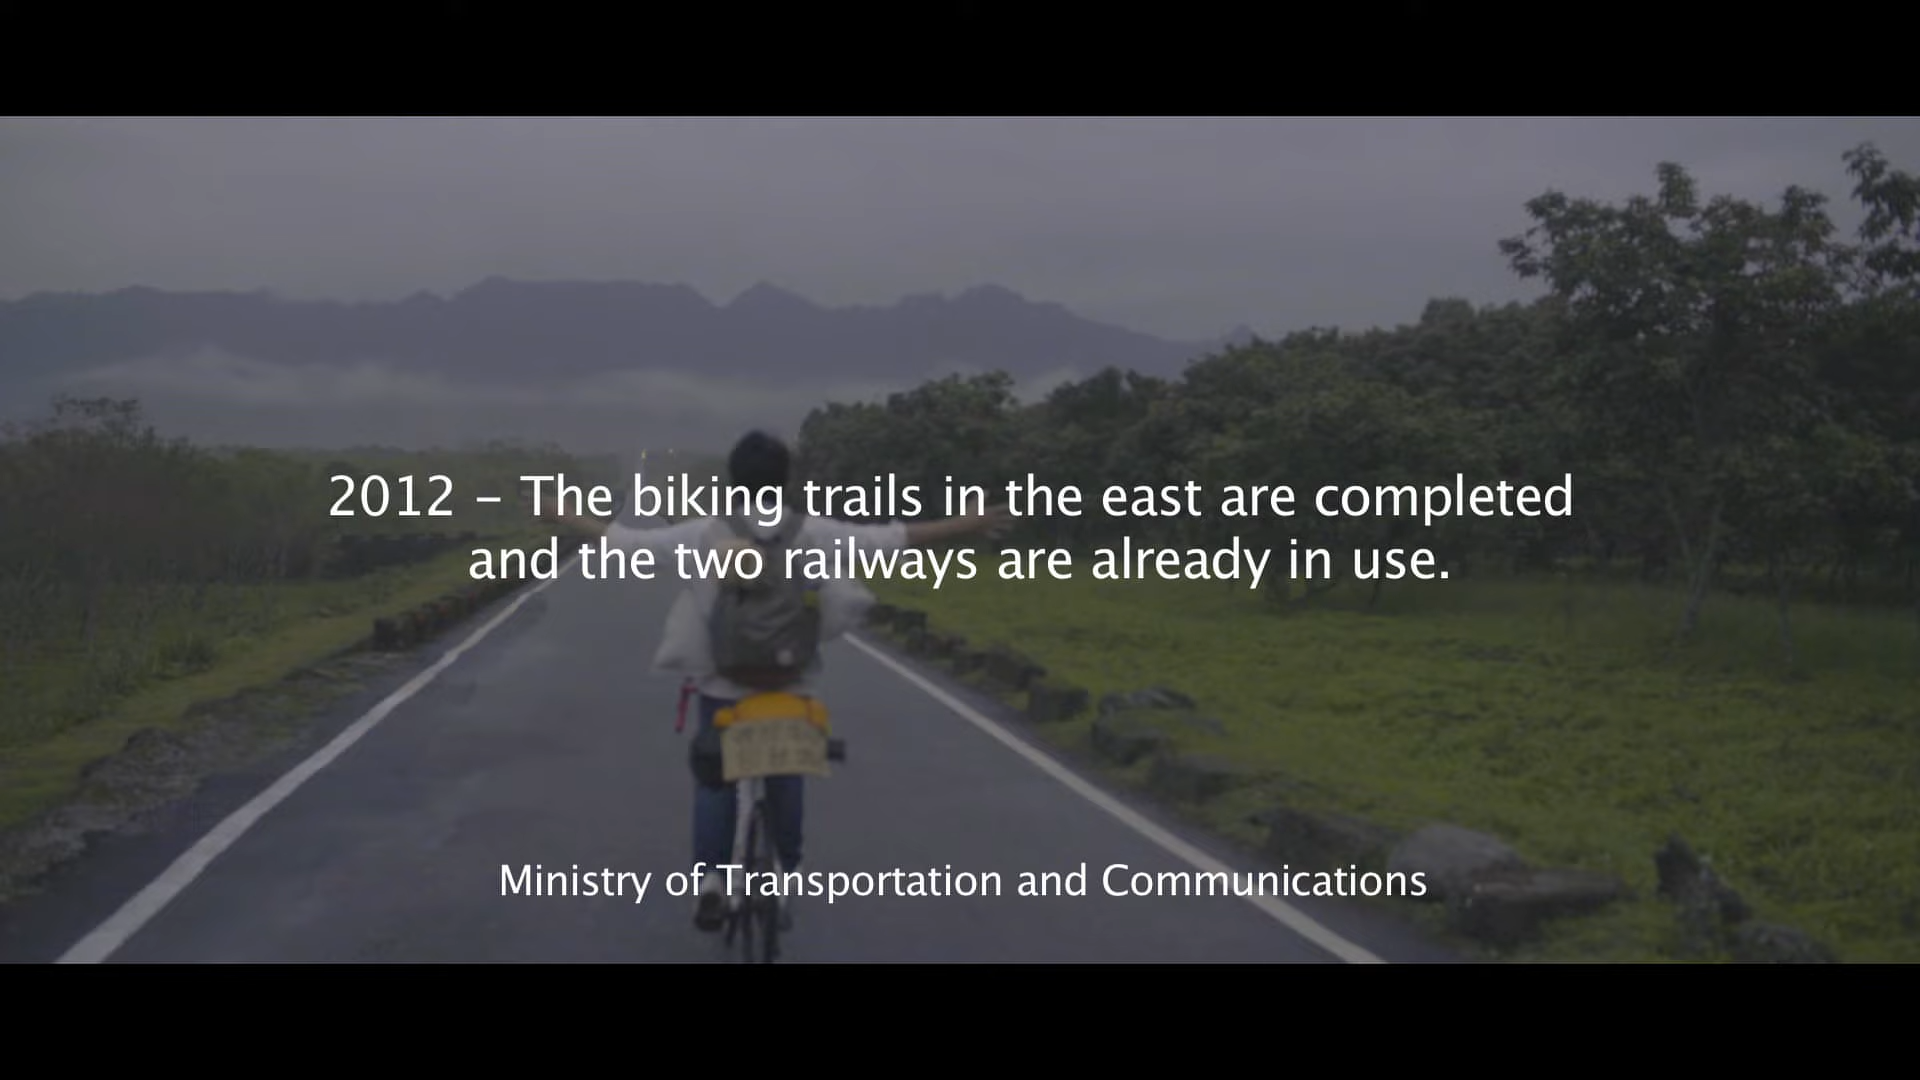 2012 – The biking trails in the east are completed
and the two railways are already in use.
Ministry of Transportation and Communications